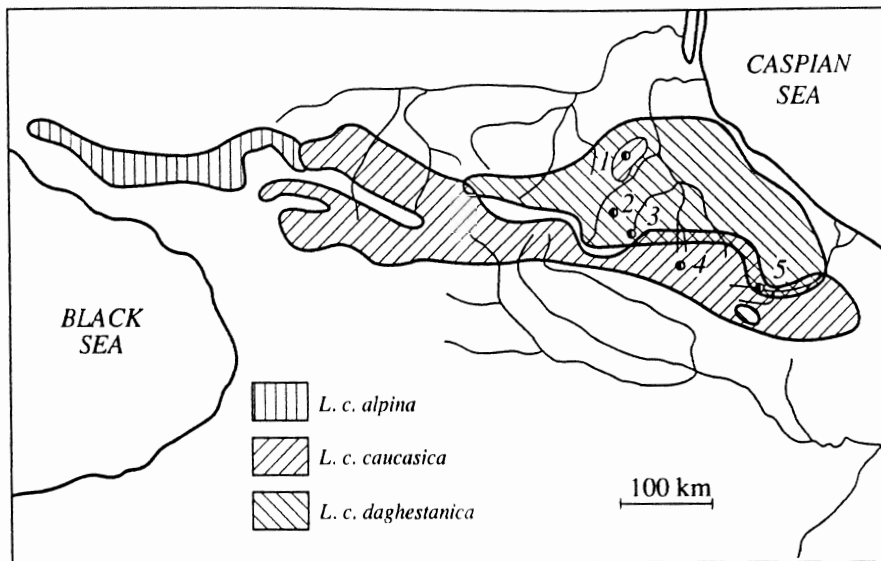 CASPIAN
SEA
1
2
3
4
5
BLACK
SEA
L. c. alpina
L. c. caucasica
L. c. daghestanica
100 km